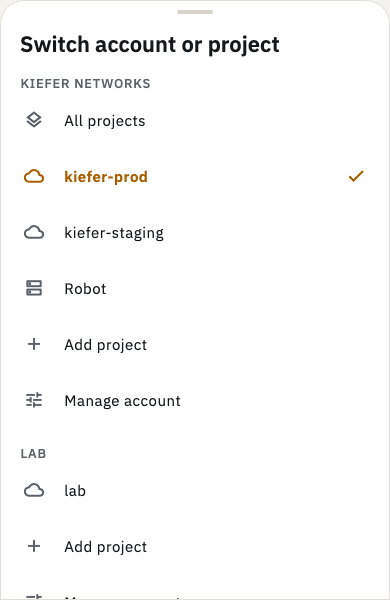 Switch account or project
KIEFER NETWORKS
All projects
kiefer-prod
kiefer-staging
Robot
Add project
Manage account
LAB
lab
Add project